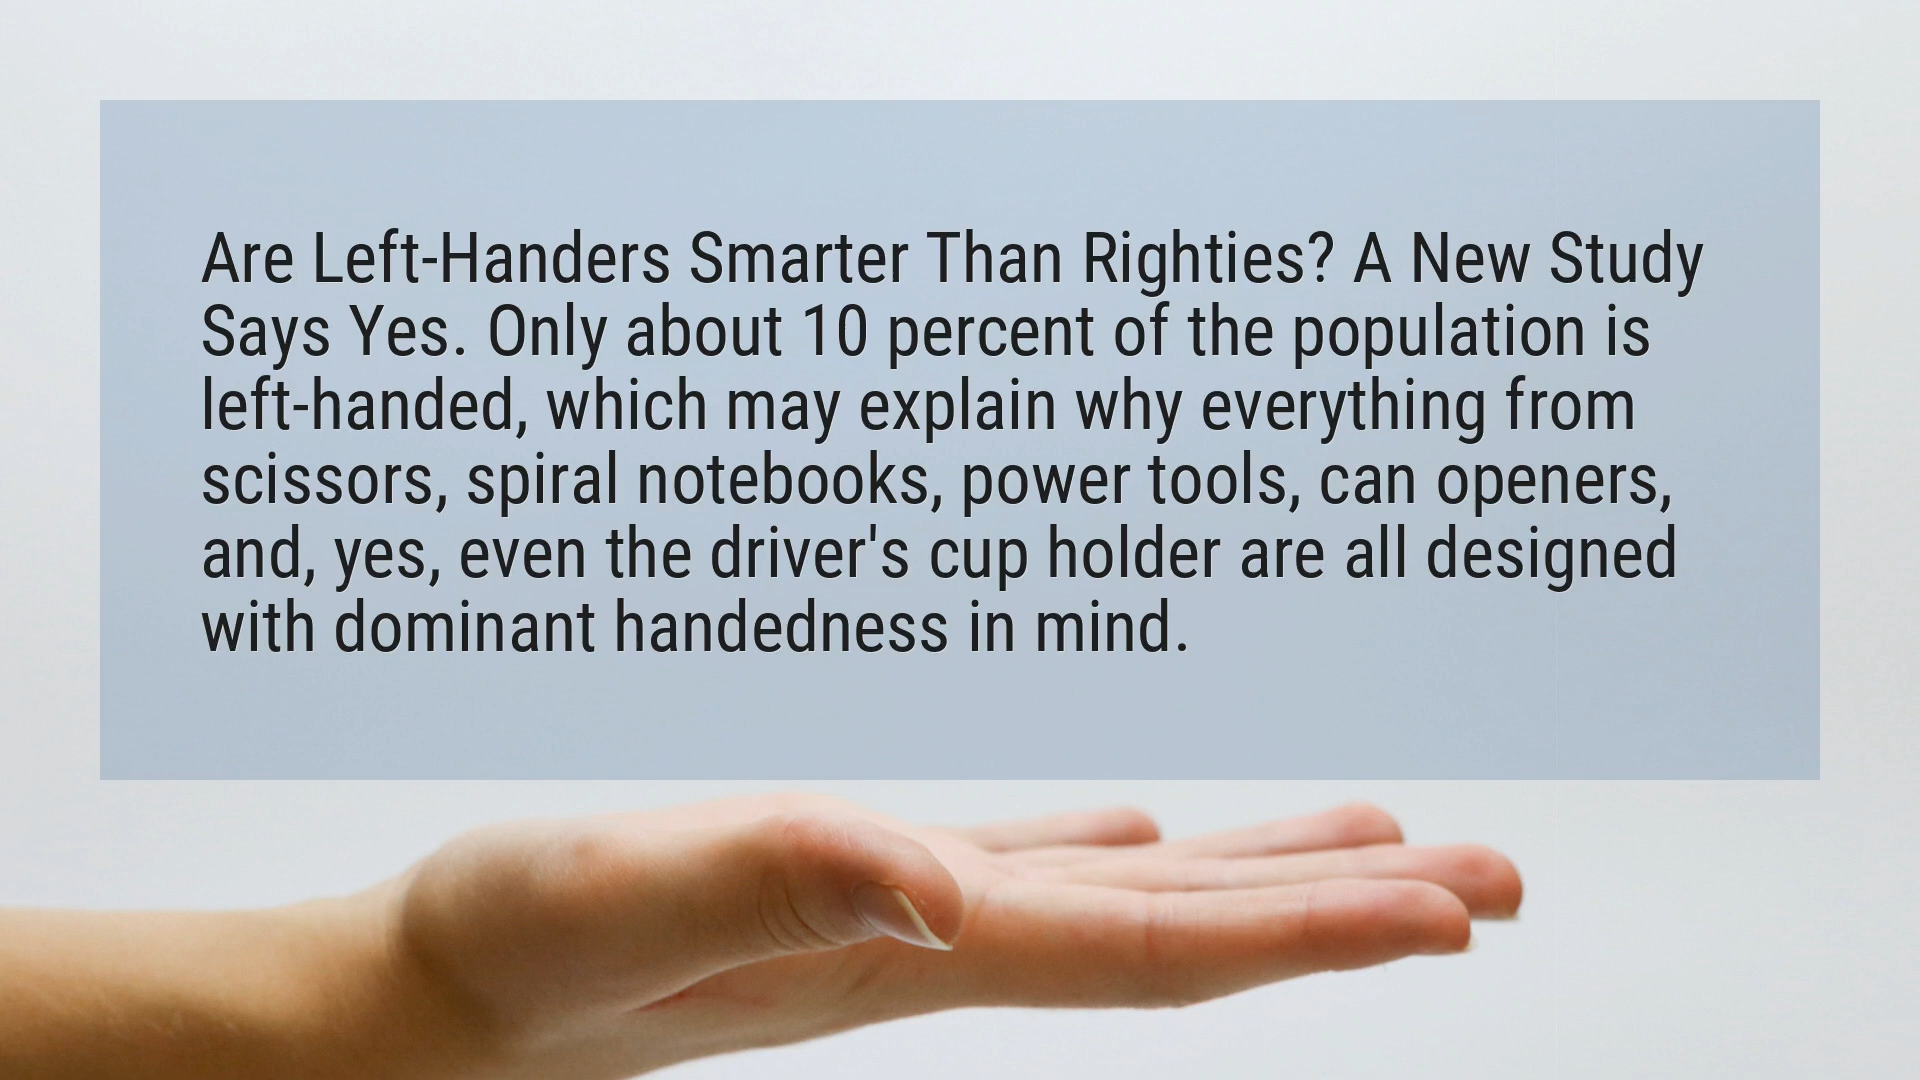 Are Left-Handers Smarter Than Righties? A New Study
Says Yes. Only about 10 percent of the population is
left-handed, which may explain why everything from
scissors, spiral notebooks, power tools, can openers,
and, yes, even the driver's cup holder are all designed
with dominant handedness in mind.